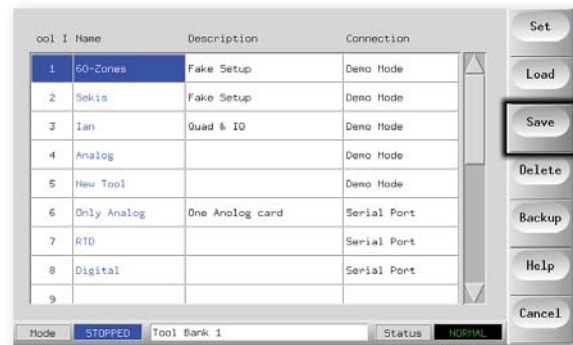 ool I Name Description Connection
1 60-Zones Fake Setup Demo Mode
2 Sekis Fake Setup Demo Mode
3 Ian Quad & IO Demo Mode
4 Analog Demo Mode
5 New Tool Demo Mode
6 Only Analog One Anolog card Serial Port
7 RTD Serial Port
8 Digital Serial Port
9
Mode STOPPED Tool Bank 1 Status NORMAL
Set
Load
Save
Delete
Backup
Help
Cancel